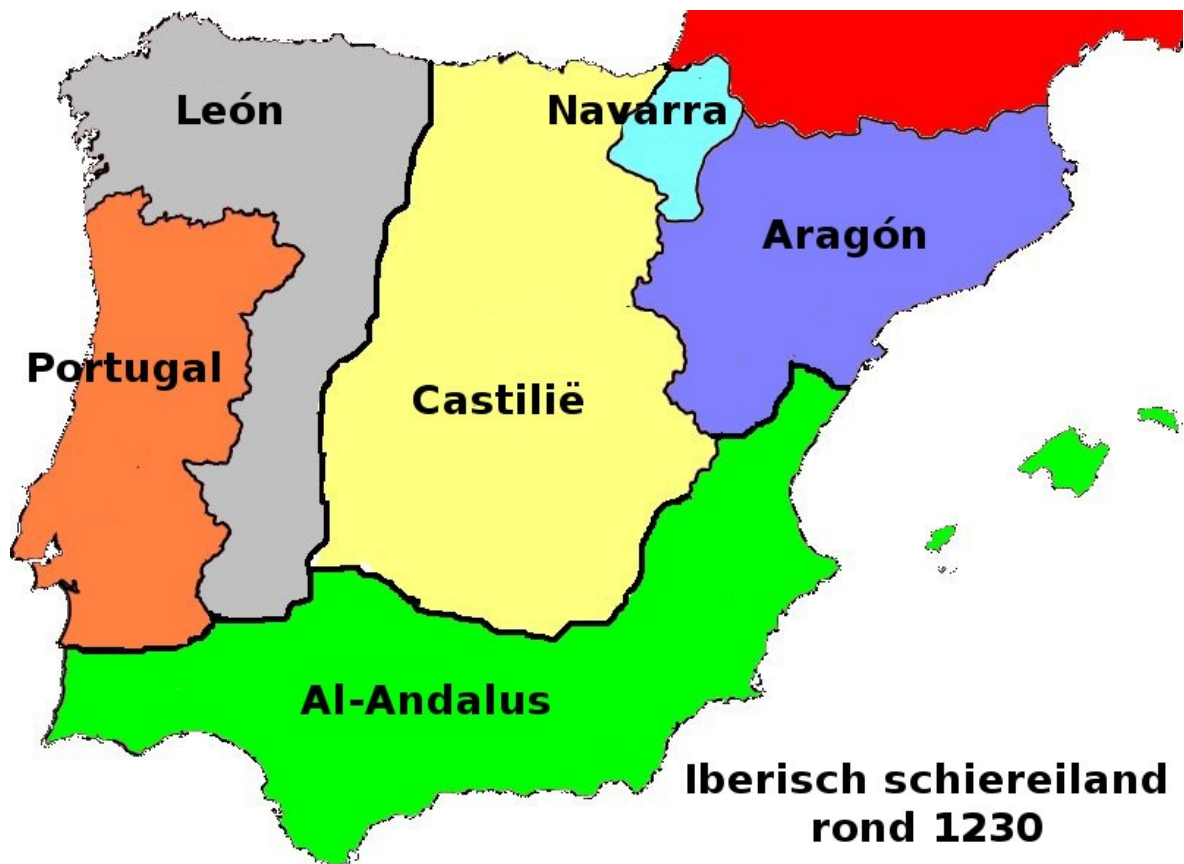 León
Navarra
Aragón
Portugal
Castilië
Al-Andalus
Iberisch schiereiland
rond 1230